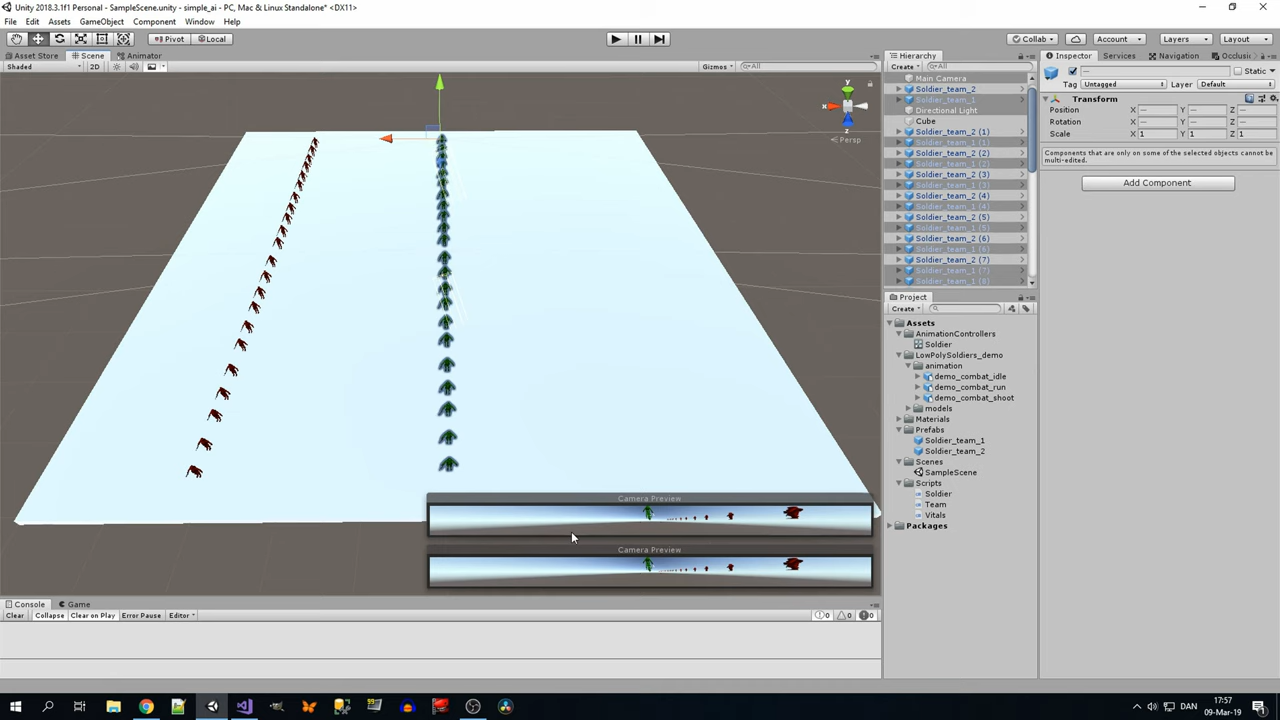 Unity 2018.3.1f1 Personal - SampleScene.unity - simple_ai - PC, Mac & Linux Standalone* <DX11>
File Edit Assets GameObject Component Window Help
Pivot Local Collab Account Layers Layout
Asset Store Scene Animator
Shaded 2D Gizmos All
y
x
z
Persp
Camera Preview
Camera Preview
Hierarchy
Create All
Main Camera
Soldier_team_2
Soldier_team_1
Directional Light
Cube
Soldier_team_2 (1)
Soldier_team_1 (1)
Soldier_team_2 (2)
Soldier_team_1 (2)
Soldier_team_2 (3)
Soldier_team_1 (3)
Soldier_team_2 (4)
Soldier_team_1 (4)
Soldier_team_2 (5)
Soldier_team_1 (5)
Soldier_team_2 (6)
Soldier_team_1 (6)
Soldier_team_2 (7)
Soldier_team_1 (7)
Soldier_team_1 (8)
Project
Create
Assets
AnimationControllers
Soldier
LowPolySoldiers_demo
animation
demo_combat_idle
demo_combat_run
demo_combat_shoot
models
Materials
Prefabs
Soldier_team_1
Soldier_team_2
Scenes
SampleScene
Scripts
Soldier
Team
Vitals
Packages
Inspector Services Navigation Occlusi
— Static
Tag Untagged Layer Default
Transform
Position X — Y — Z —
Rotation X — Y — Z —
Scale X 1 Y 1 Z 1
Components that are only on some of the selected objects cannot be
multi-edited.
Add Component
Console Game
Clear Collapse Clear on Play Error Pause Editor 0 0 0
DAN 17:57
09-Mar-19